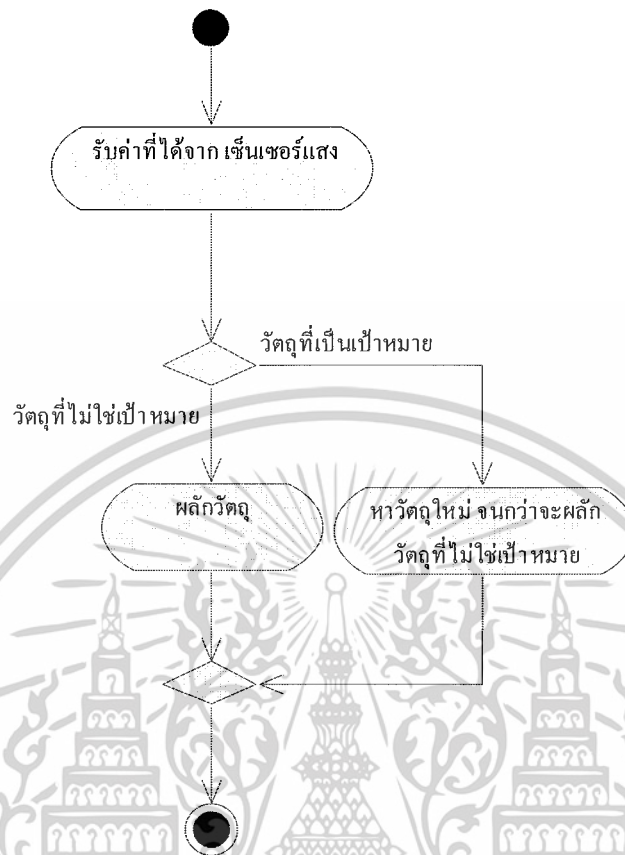 รับค่าที่ได้จาก เซ็นเซอร์แสง
วัตถุที่เป็นเป้าหมาย
วัตถุที่ไม่ใช่เป้าหมาย
ผลักวัตถุ
หาวัตถุใหม่ จนกว่าจะผลัก
วัตถุที่ไม่ใช่เป้าหมาย